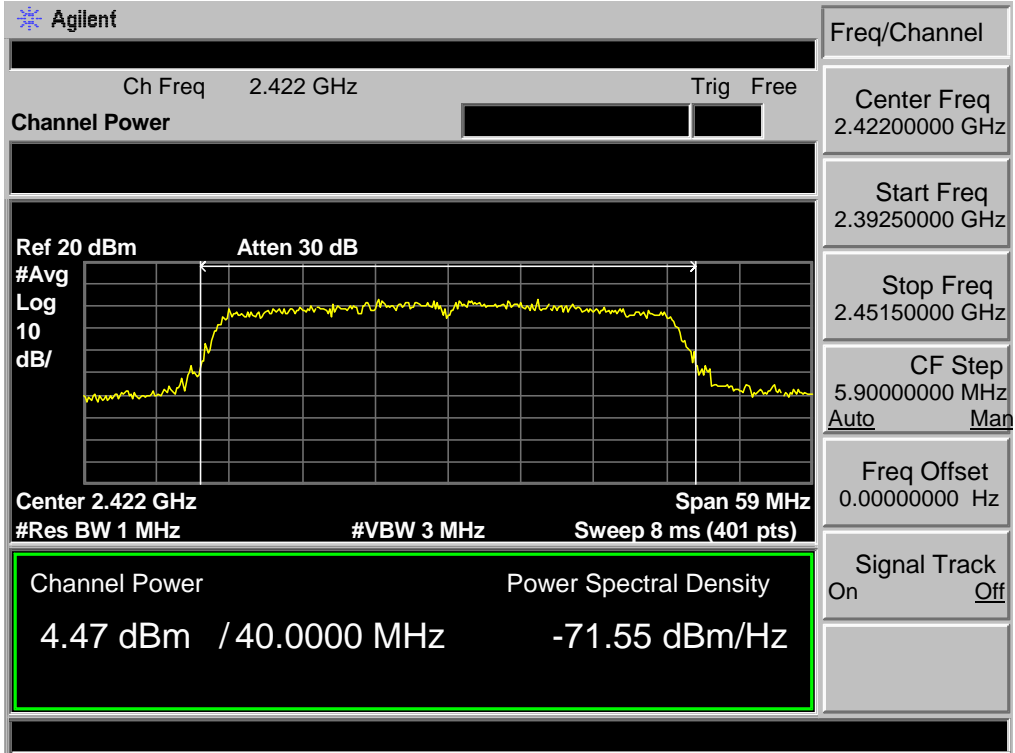 Agilent
Freq/Channel
Ch Freq 2.422 GHz Trig Free
Channel Power
Center Freq
2.42200000 GHz
Start Freq
2.39250000 GHz
Stop Freq
2.45150000 GHz
CF Step
5.90000000 MHz
Auto Man
Freq Offset
0.00000000 Hz
Signal Track
On Off
Ref 20 dBm Atten 30 dB
#Avg
Log
10
dB/
Center 2.422 GHz Span 59 MHz
#Res BW 1 MHz #VBW 3 MHz Sweep 8 ms (401 pts)
Channel Power Power Spectral Density
4.47 dBm / 40.0000 MHz -71.55 dBm/Hz